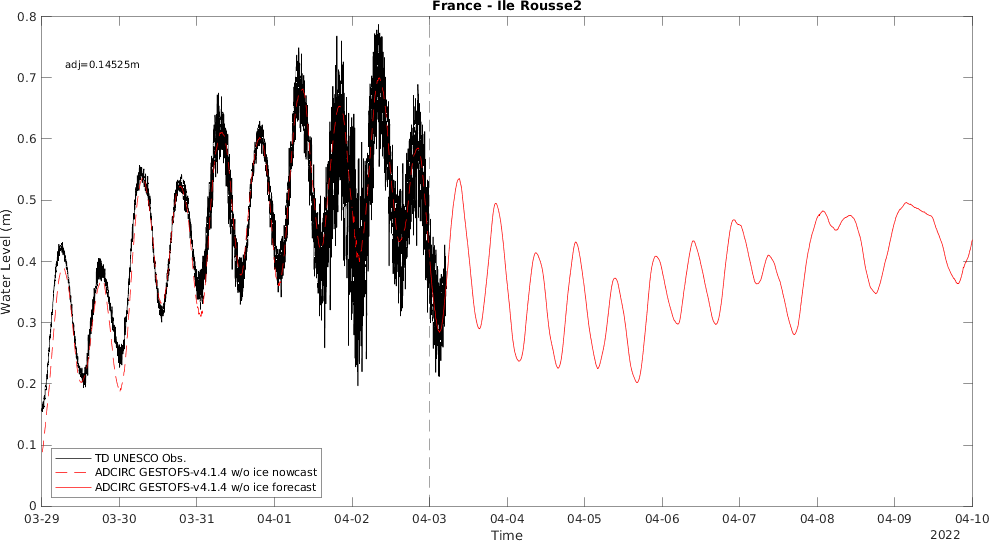 France - Ile Rousse2
adj=0.14525m
0.8
0.7
0.6
0.5
0.4
0.3
0.2
0.1
0
Water Level (m)
TD UNESCO Obs.
ADCIRC GESTOFS-v4.1.4 w/o ice nowcast
ADCIRC GESTOFS-v4.1.4 w/o ice forecast
03-29 03-30 03-31 04-01 04-02 04-03 04-04 04-05 04-06 04-07 04-08 04-09 04-10
Time
2022